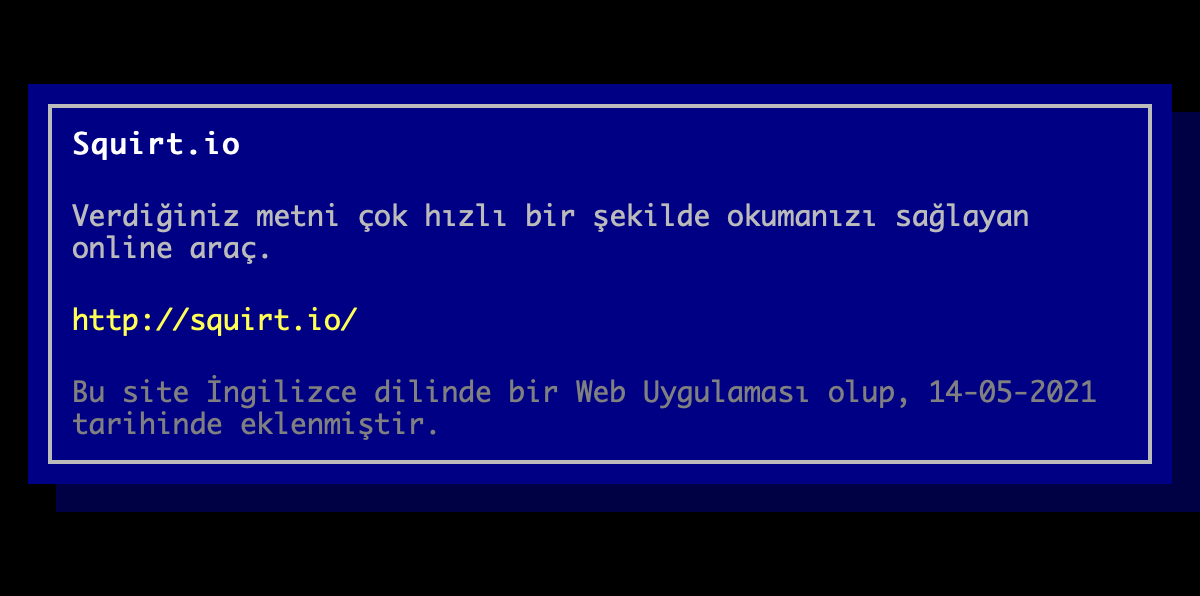 Squirt.io
Verdiğiniz metni çok hızlı bir şekilde okumanızı sağlayan
online araç.
http://squirt.io/
Bu site İngilizce dilinde bir Web Uygulaması olup, 14-05-2021
tarihinde eklenmiştir.